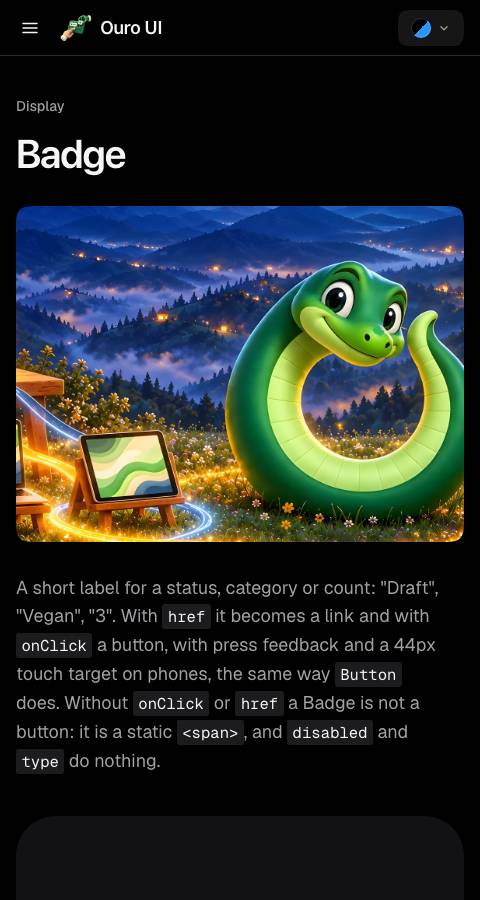 Ouro UI
Display
Badge
A short label for a status, category or count: "Draft",
"Vegan", "3". With href it becomes a link and with
onClick a button, with press feedback and a 44px
touch target on phones, the same way Button
does. Without onClick or href a Badge is not a
button: it is a static <span>, and disabled and
type do nothing.